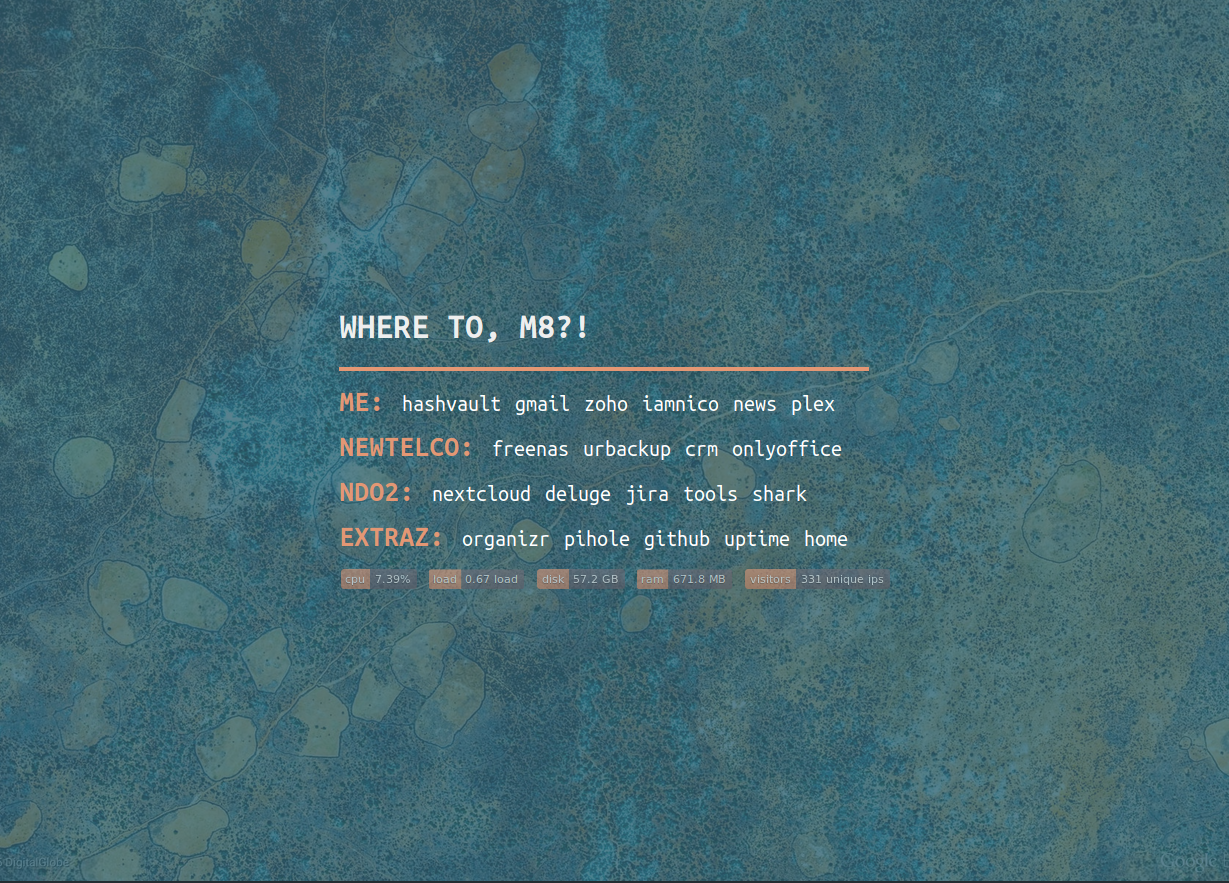 WHERE TO, M8?!
ME: hashvault gmail zoho iamnico news plex
NEWTELCO: freenas urbackup crm onlyoffice
NDO2: nextcloud deluge jira tools shark
EXTRAZ: organizr pihole github uptime home
cpu 7.39% load 0.67 load disk 57.2 GB ram 671.8 MB visitors 331 unique ips
DigitalGlobe
Google